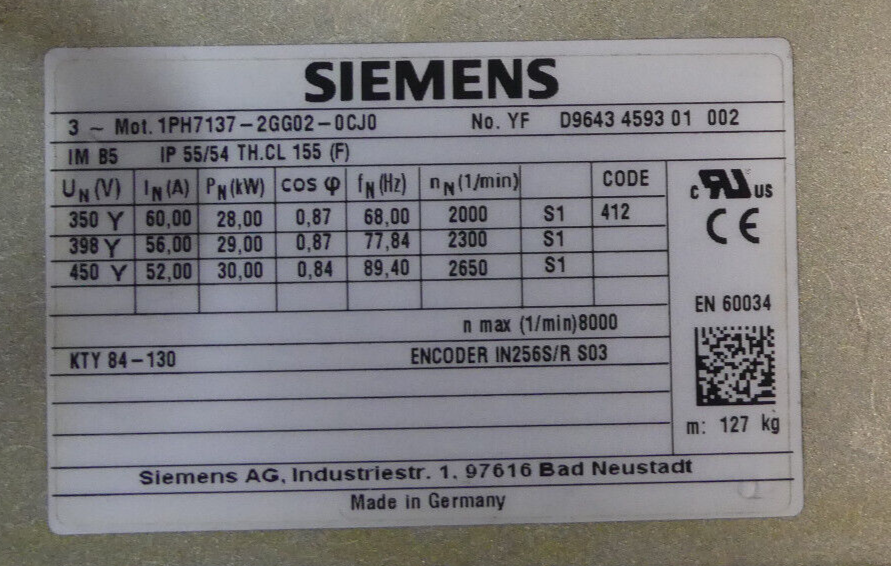 SIEMENS
3 ~ Mot. 1PH7137-2GG02-0CJ0 No. YF D9643 4593 01 002
IM B5 IP 55/54 TH.CL 155 (F)
UN (V) IN (A) PN (kW) cos φ fN (Hz) nN (1/min) CODE
350 Y 60,00 28,00 0,87 68,00 2000 S1 412
398 Y 56,00 29,00 0,87 77,84 2300 S1
450 Y 52,00 30,00 0,84 89,40 2650 S1
c RU US
CE
EN 60034
n max (1/min)8000
KTY 84-130 ENCODER IN256S/R S03
m: 127 kg
Siemens AG, Industriestr. 1, 97616 Bad Neustadt
Made in Germany